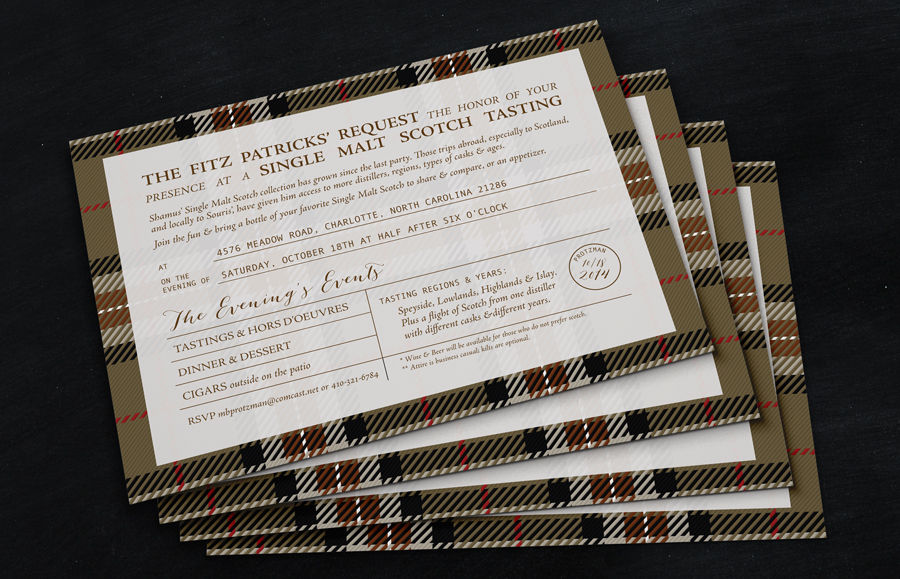 THE FITZ PATRICKS' REQUEST THE HONOR OF YOUR
PRESENCE AT A SINGLE MALT SCOTCH TASTING
Shamus' Single Malt Scotch collection has grown since the last party. Those trips abroad, especially to Scotland,
and locally to Souris', have given him access to more distillers, regions, types of casks & ages.
Join the fun & bring a bottle of your favorite Single Malt Scotch to share & compare, or an appetizer.
AT 4576 MEADOW ROAD, CHARLOTTE, NORTH CAROLINA 21286
ON THE
EVENING OF SATURDAY, OCTOBER 18TH AT HALF AFTER SIX O'CLOCK
The Evening's Events
TASTINGS & HORS D'OEUVRES
DINNER & DESSERT
CIGARS outside on the patio
RSVP mbprotzman@comcast.net or 410-321-6784
TASTING REGIONS & YEARS:
Speyside, Lowlands, Highlands & Islay.
Plus a flight of Scotch from one distiller
with different casks &different years.
* Wine & Beer will be available for those who do not prefer scotch.
** Attire is business casual; kilts are optional.
PROTZMAN
10/18
2014